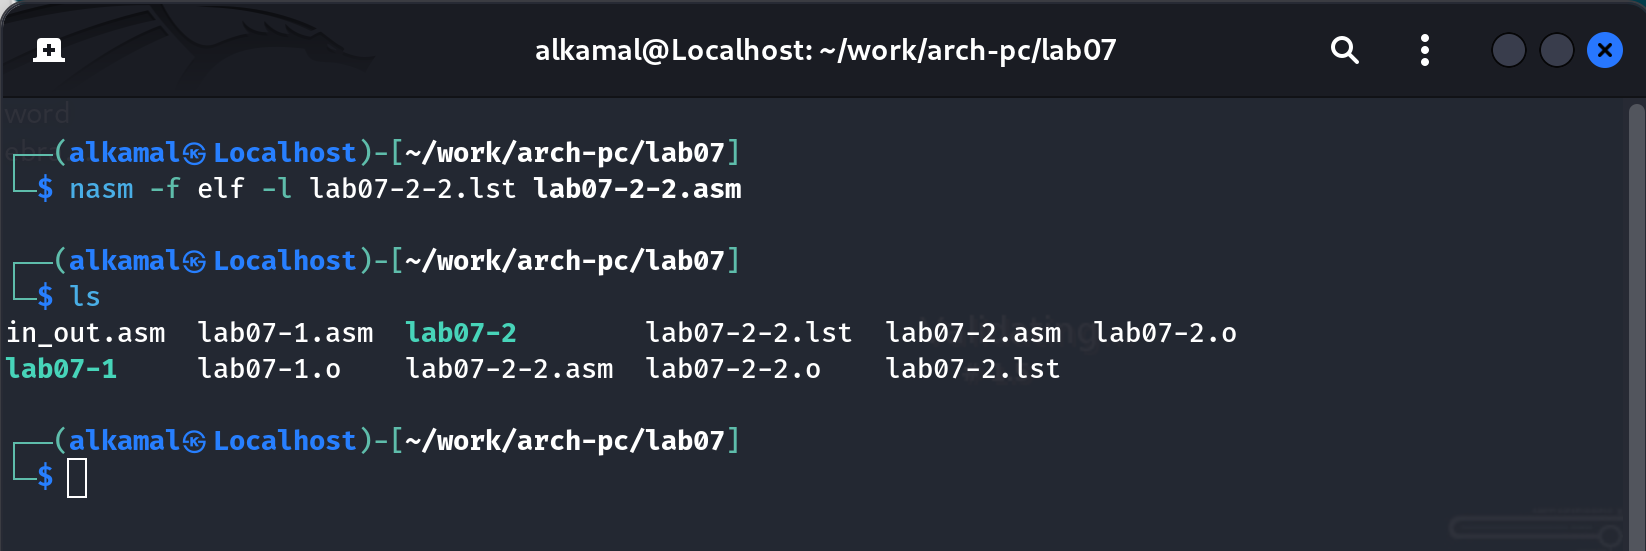 alkamal@Localhost: ~/work/arch-pc/lab07
word
┌──(alkamal㉿Localhost)-[~/work/arch-pc/lab07]
└─$ nasm -f elf -l lab07-2-2.lst lab07-2-2.asm
┌──(alkamal㉿Localhost)-[~/work/arch-pc/lab07]
└─$ ls
in_out.asm  lab07-1.asm  lab07-2      lab07-2-2.lst  lab07-2.asm  lab07-2.o
lab07-1     lab07-1.o    lab07-2-2.asm  lab07-2-2.o    lab07-2.lst
┌──(alkamal㉿Localhost)-[~/work/arch-pc/lab07]
└─$